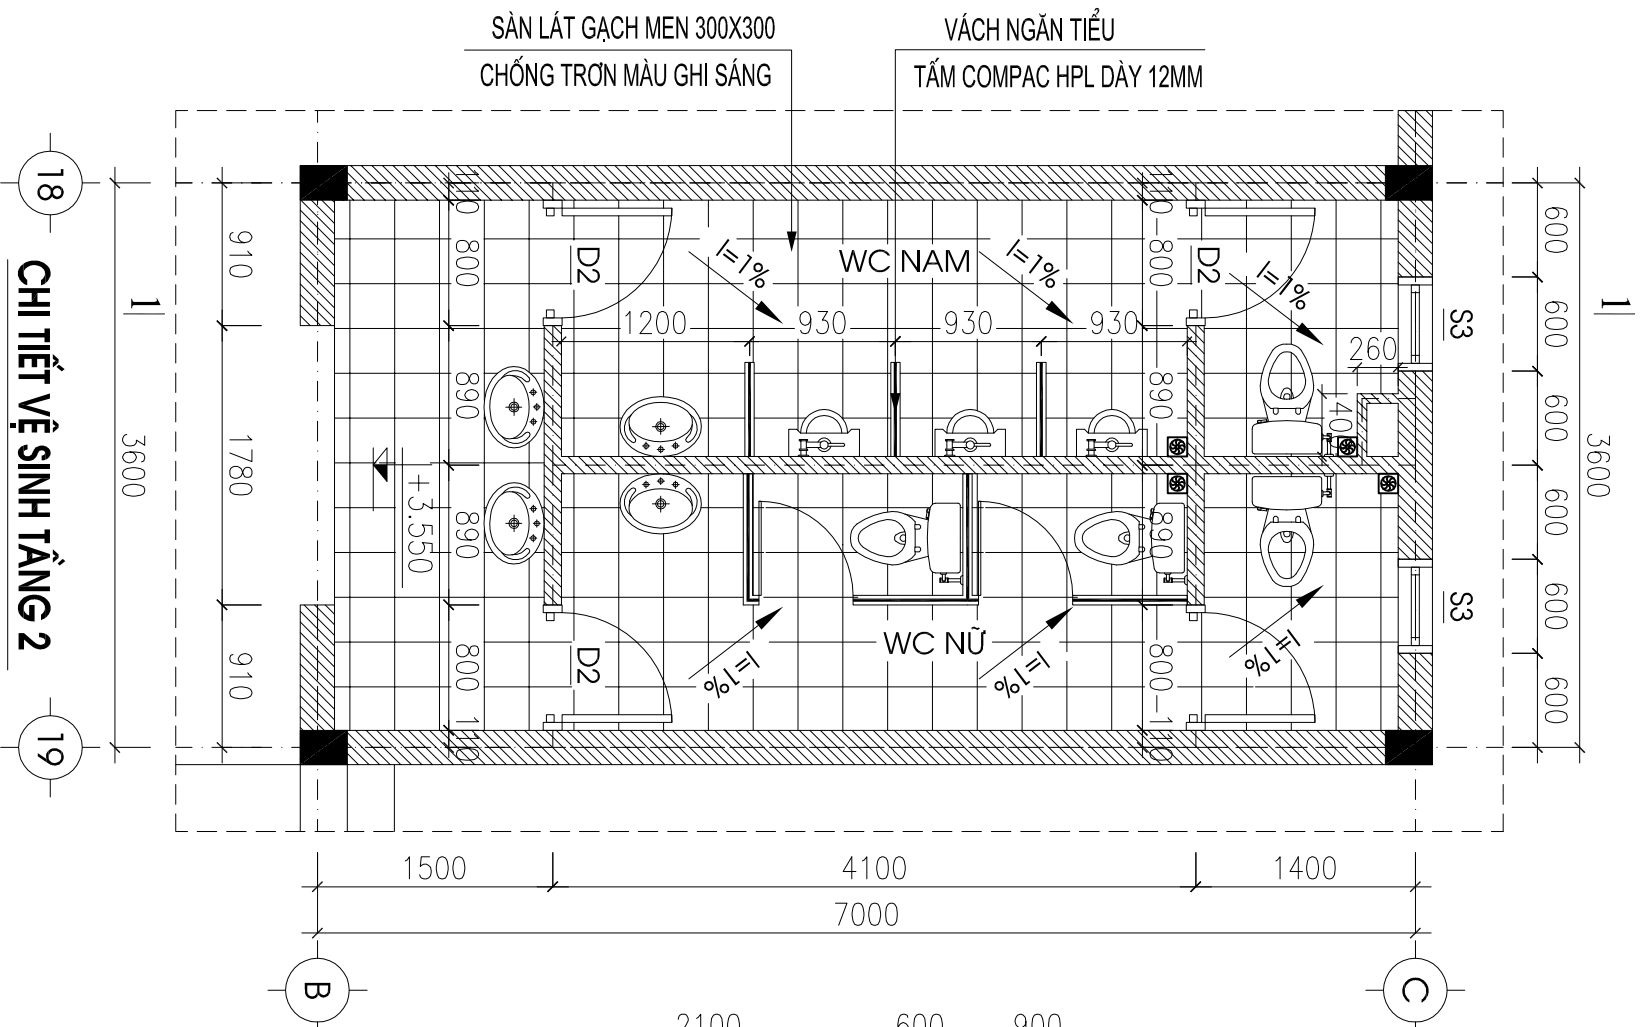 SÀN LÁT GẠCH MEN 300X300
CHỐNG TRƠN MÀU GHI SÁNG
VÁCH NGĂN TIỂU
TẤM COMPAC HPL DÀY 12MM
18
19
CHI TIẾT VỆ SINH TẦNG 2
3600
1
910
1780
910
+3.550
110
800
890
890
800
110
D2
D2
1200
930
930
930
I=1%
WC NAM
I=1%
I=1%
WC NỮ
I=1%
I=1%
I=1%
110
800
890
890
800
110
D2
260
140
S3
S3
600
600
600
600
600
600
3600
1
1500
4100
1400
7000
B
C
2100
600
900